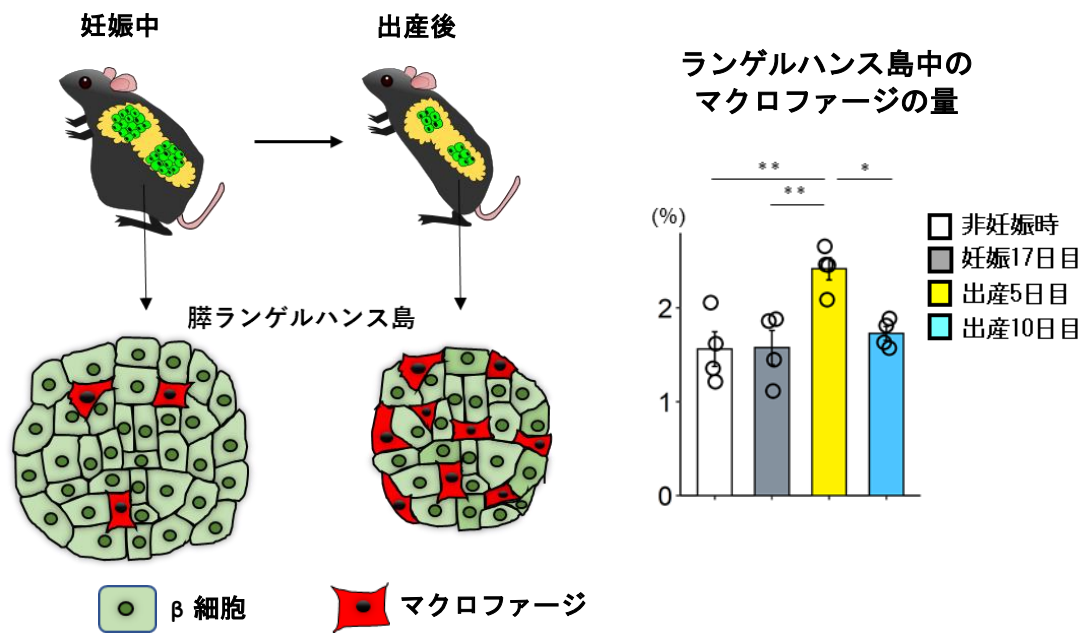 妊娠中
出産後
膵ランゲルハンス島
β 細胞
マクロファージ
ランゲルハンス島中の
マクロファージの量
**
*
**
(%)
2
1
0
非妊娠時
妊娠17日目
出産5日目
出産10日目